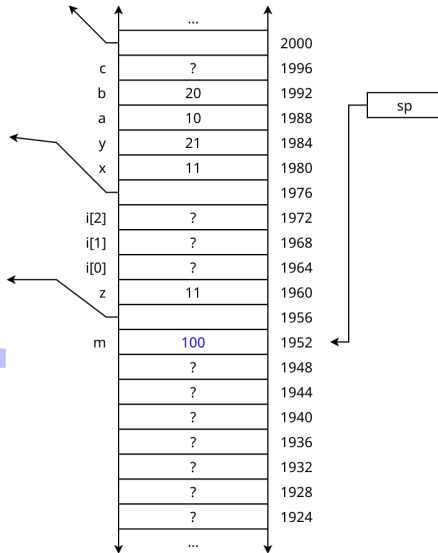 ...
2000
c ? 1996
b 20 1992
a 10 1988
sp
y 21 1984
x 11 1980
1976
i[2] ? 1972
i[1] ? 1968
i[0] ? 1964
z 11 1960
1956
m 100 1952
? 1948
? 1944
? 1940
? 1936
? 1932
? 1928
? 1924
...